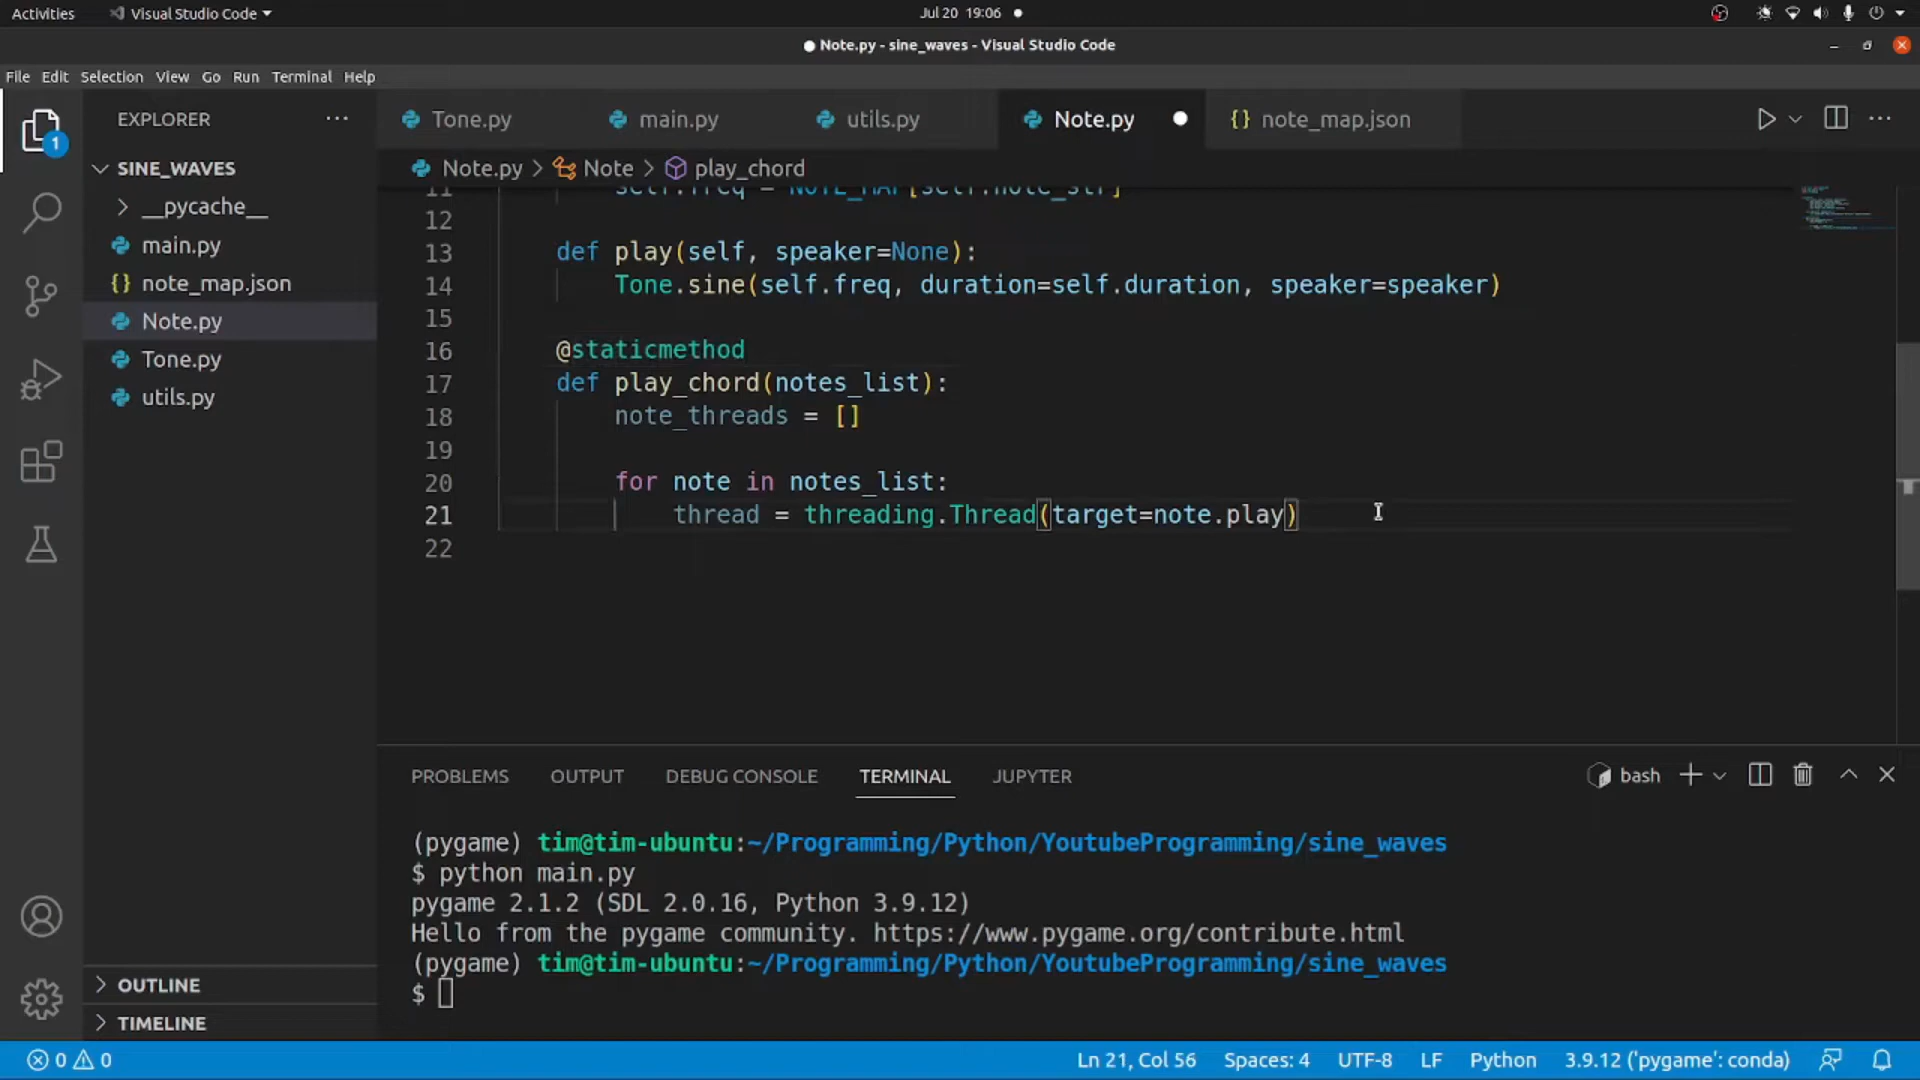 Activities
Visual Studio Code
Jul 20 19:06
Note.py - sine_waves - Visual Studio Code
File Edit Selection View Go Run Terminal Help
1
EXPLORER
SINE_WAVES
__pycache__
main.py
{} note_map.json
Note.py
Tone.py
utils.py
OUTLINE
TIMELINE
Tone.py
main.py
utils.py
Note.py
{} note_map.json
Note.py > Note > play_chord
11 self.freq = NOTE_MAP[self.note_str]
12
13 def play(self, speaker=None):
14 Tone.sine(self.freq, duration=self.duration, speaker=speaker)
15
16 @staticmethod
17 def play_chord(notes_list):
18 note_threads = []
19
20 for note in notes_list:
21 thread = threading.Thread(target=note.play)
22
PROBLEMS OUTPUT DEBUG CONSOLE TERMINAL JUPYTER
bash
(pygame) tim@tim-ubuntu:~/Programming/Python/YoutubeProgramming/sine_waves
$ python main.py
pygame 2.1.2 (SDL 2.0.16, Python 3.9.12)
Hello from the pygame community. https://www.pygame.org/contribute.html
(pygame) tim@tim-ubuntu:~/Programming/Python/YoutubeProgramming/sine_waves
$
0 0
Ln 21, Col 56
Spaces: 4
UTF-8
LF
Python
3.9.12 ('pygame': conda)